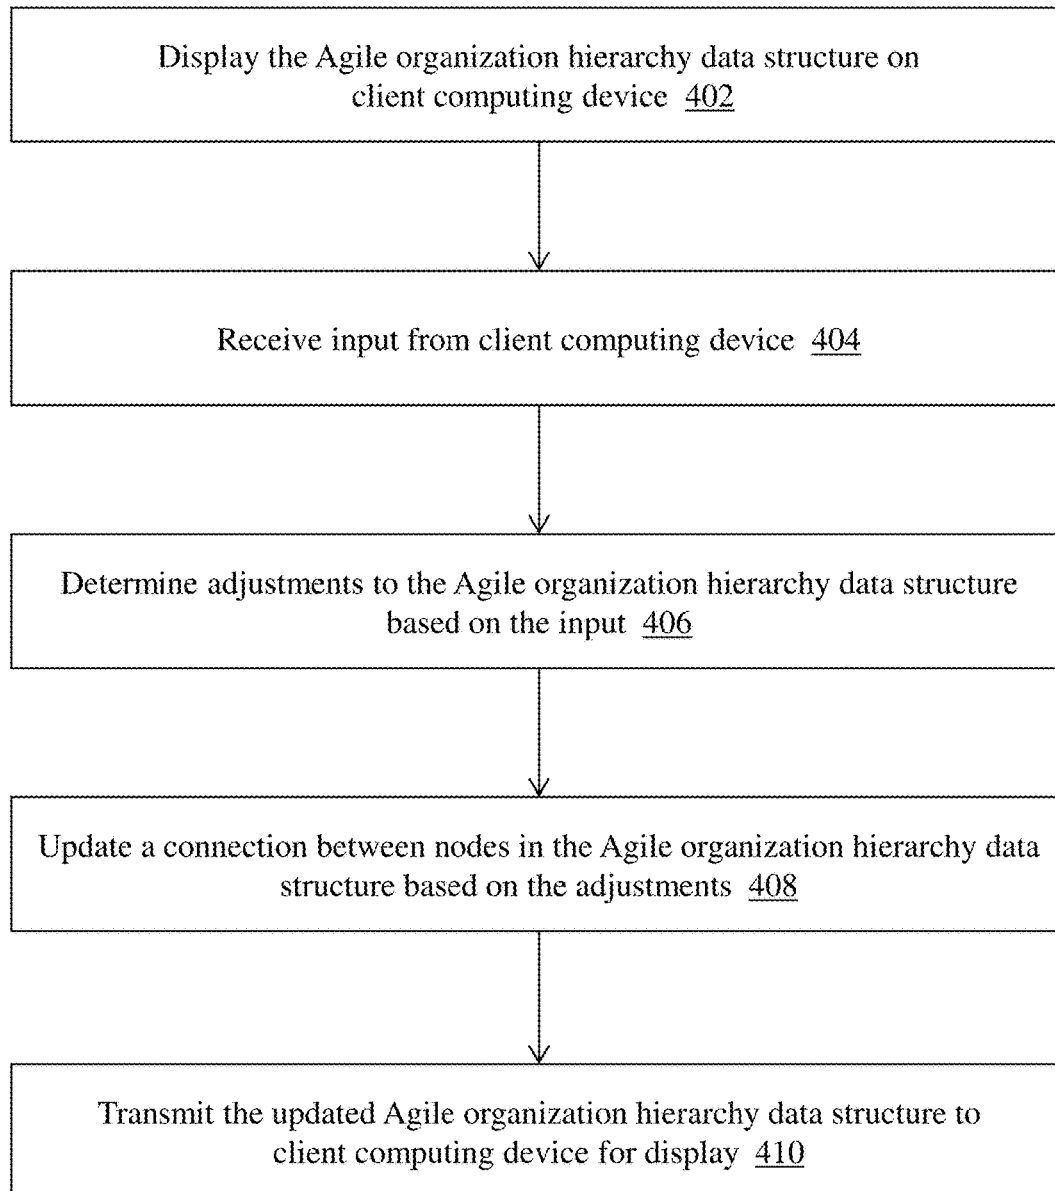 Display the Agile organization hierarchy data structure on
client computing device 402
Receive input from client computing device 404
Determine adjustments to the Agile organization hierarchy data structure
based on the input 406
Update a connection between nodes in the Agile organization hierarchy data
structure based on the adjustments 408
Transmit the updated Agile organization hierarchy data structure to
client computing device for display 410